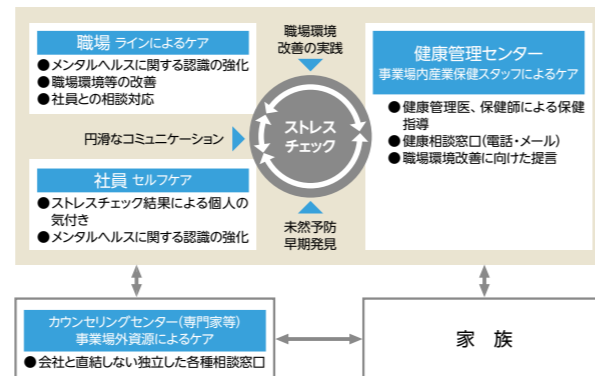 職場 ラインによるケア
●メンタルヘルスに関する認識の強化
●職場環境等の改善
●社員との相談対応
円滑なコミュニケーション
社員 セルフケア
●ストレスチェック結果による個人の
気付き
●メンタルヘルスに関する認識の強化
職場環境
改善の実践
ストレス
チェック
未然予防
早期発見
健康管理センター
事業場内産業保健スタッフによるケア
●健康管理医、保健師による保健
指導
●健康相談窓口(電話・メール)
●職場環境改善に向けた提言
カウンセリングセンター(専門家等)
事業場外資源によるケア
●会社と直結しない独立した各種相談窓口
家族